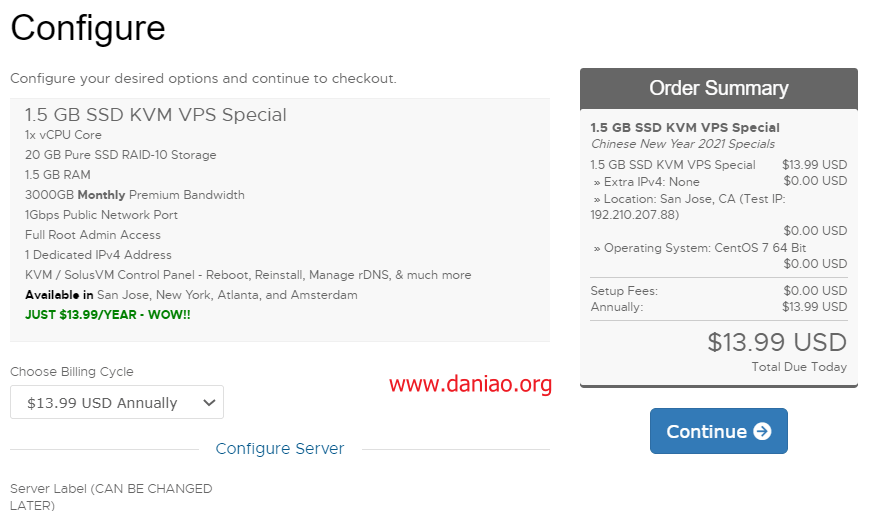 Configure
Configure your desired options and continue to checkout.
1.5 GB SSD KVM VPS Special
1x vCPU Core
20 GB Pure SSD RAID-10 Storage
1.5 GB RAM
3000GB Monthly Premium Bandwidth
1Gbps Public Network Port
Full Root Admin Access
1 Dedicated IPv4 Address
KVM / SolusVM Control Panel - Reboot, Reinstall, Manage rDNS, & much more
Available in San Jose, New York, Atlanta, and Amsterdam
JUST $13.99/YEAR - WOW!!
Choose Billing Cycle
$13.99 USD Annually
www.daniao.org
Configure Server
Server Label (CAN BE CHANGED
LATER)
Order Summary
1.5 GB SSD KVM VPS Special
Chinese New Year 2021 Specials
1.5 GB SSD KVM VPS Special $13.99 USD
» Extra IPv4: None $0.00 USD
» Location: San Jose, CA (Test IP:
192.210.207.88)
$0.00 USD
» Operating System: CentOS 7 64 Bit
$0.00 USD
Setup Fees: $0.00 USD
Annually: $13.99 USD
$13.99 USD
Total Due Today
Continue